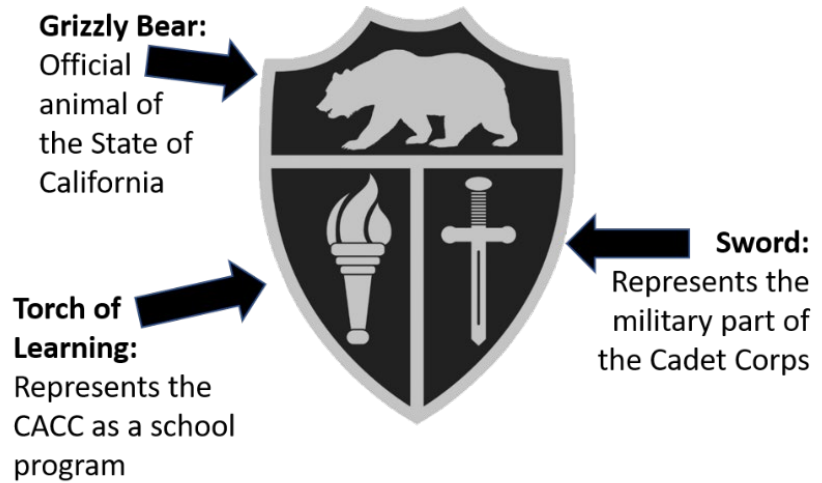 Grizzly Bear:
Official
animal of
the State of
California
Torch of
Learning:
Represents the
CACC as a school
program
Sword:
Represents the
military part of
the Cadet Corps